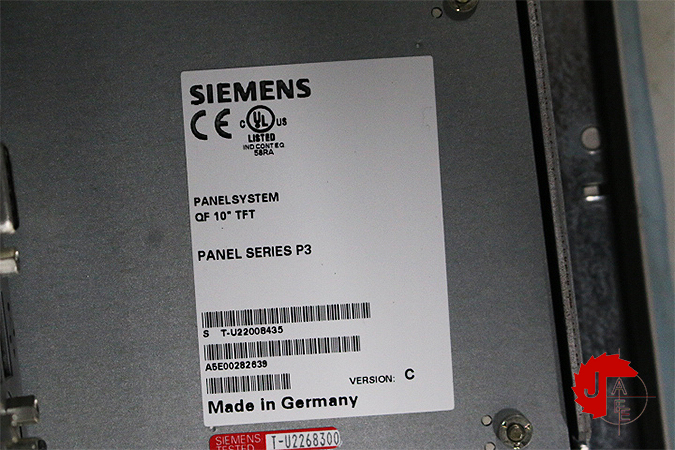 SIEMENS
CE C UL US
LISTED
IND CONT EQ
58RA
PANELSYSTEM
QF 10" TFT
PANEL SERIES P3
S T-U22008435
A5E00282639
VERSION: C
Made in Germany
SIEMENS
TESTED
T-U2268300
J